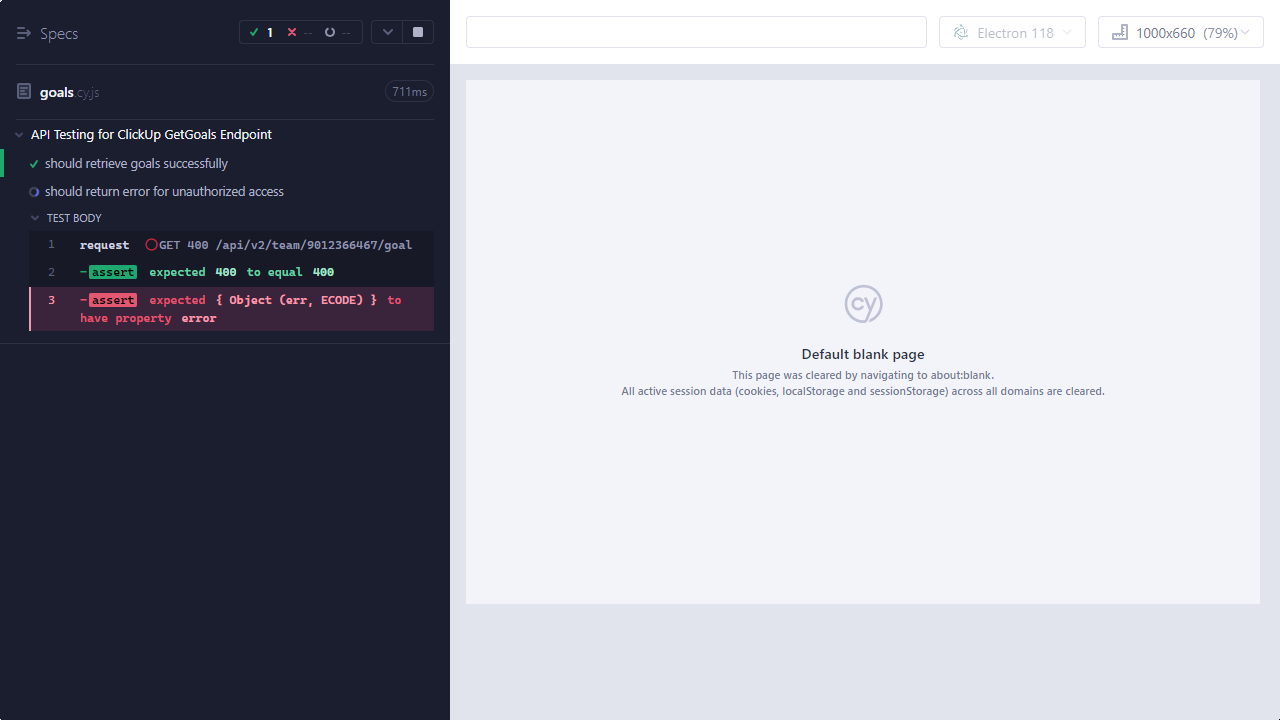 Specs
1 -- --
goals.cy.js
711ms
API Testing for ClickUp GetGoals Endpoint
should retrieve goals successfully
should return error for unauthorized access
TEST BODY
1 request GET 400 /api/v2/team/9012366467/goal
2 -assert expected 400 to equal 400
3 -assert expected { Object (err, ECODE) } to
have property error
Electron 118
1000x660 (79%)
cy
Default blank page
This page was cleared by navigating to about:blank.
All active session data (cookies, localStorage and sessionStorage) across all domains are cleared.